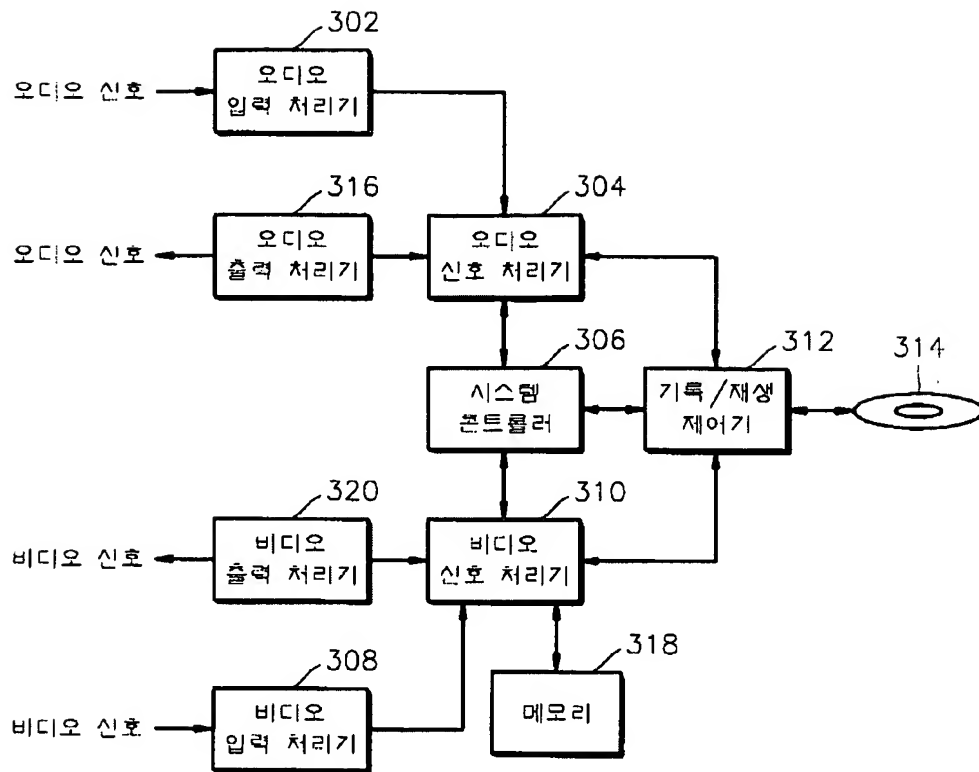 302
오디오 신호
오디오
입력 처리기
316
304
오디오 신호
오디오
출력 처리기
오디오
신호 처리기
306
312
314
시스템
콘트롤러
기록/재생
제어기
320
310
비디오 신호
비디오
출력 처리기
비디오
신호 처리기
308
318
비디오 신호
비디오
입력 처리기
메모리